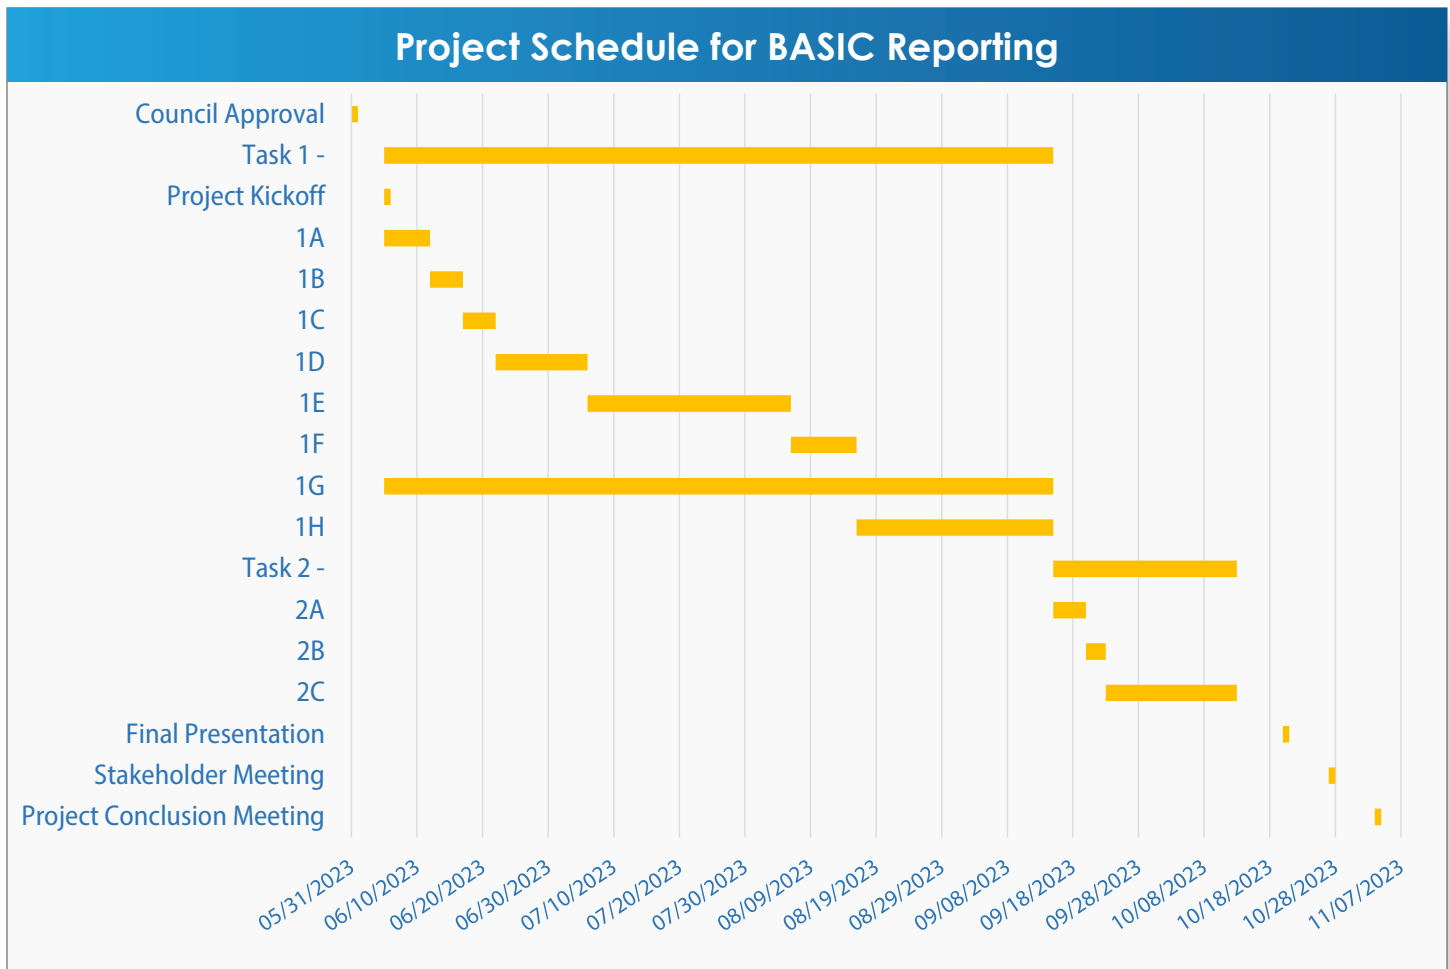 Project Schedule for BASIC Reporting
Council Approval
Task 1 -
Project Kickoff
1A
1B
1C
1D
1E
1F
1G
1H
Task 2 -
2A
2B
2C
Final Presentation
Stakeholder Meeting
Project Conclusion Meeting
05/31/2023
06/10/2023
06/20/2023
06/30/2023
07/10/2023
07/20/2023
07/30/2023
08/09/2023
08/19/2023
08/29/2023
09/08/2023
09/18/2023
09/28/2023
10/08/2023
10/18/2023
10/28/2023
11/07/2023